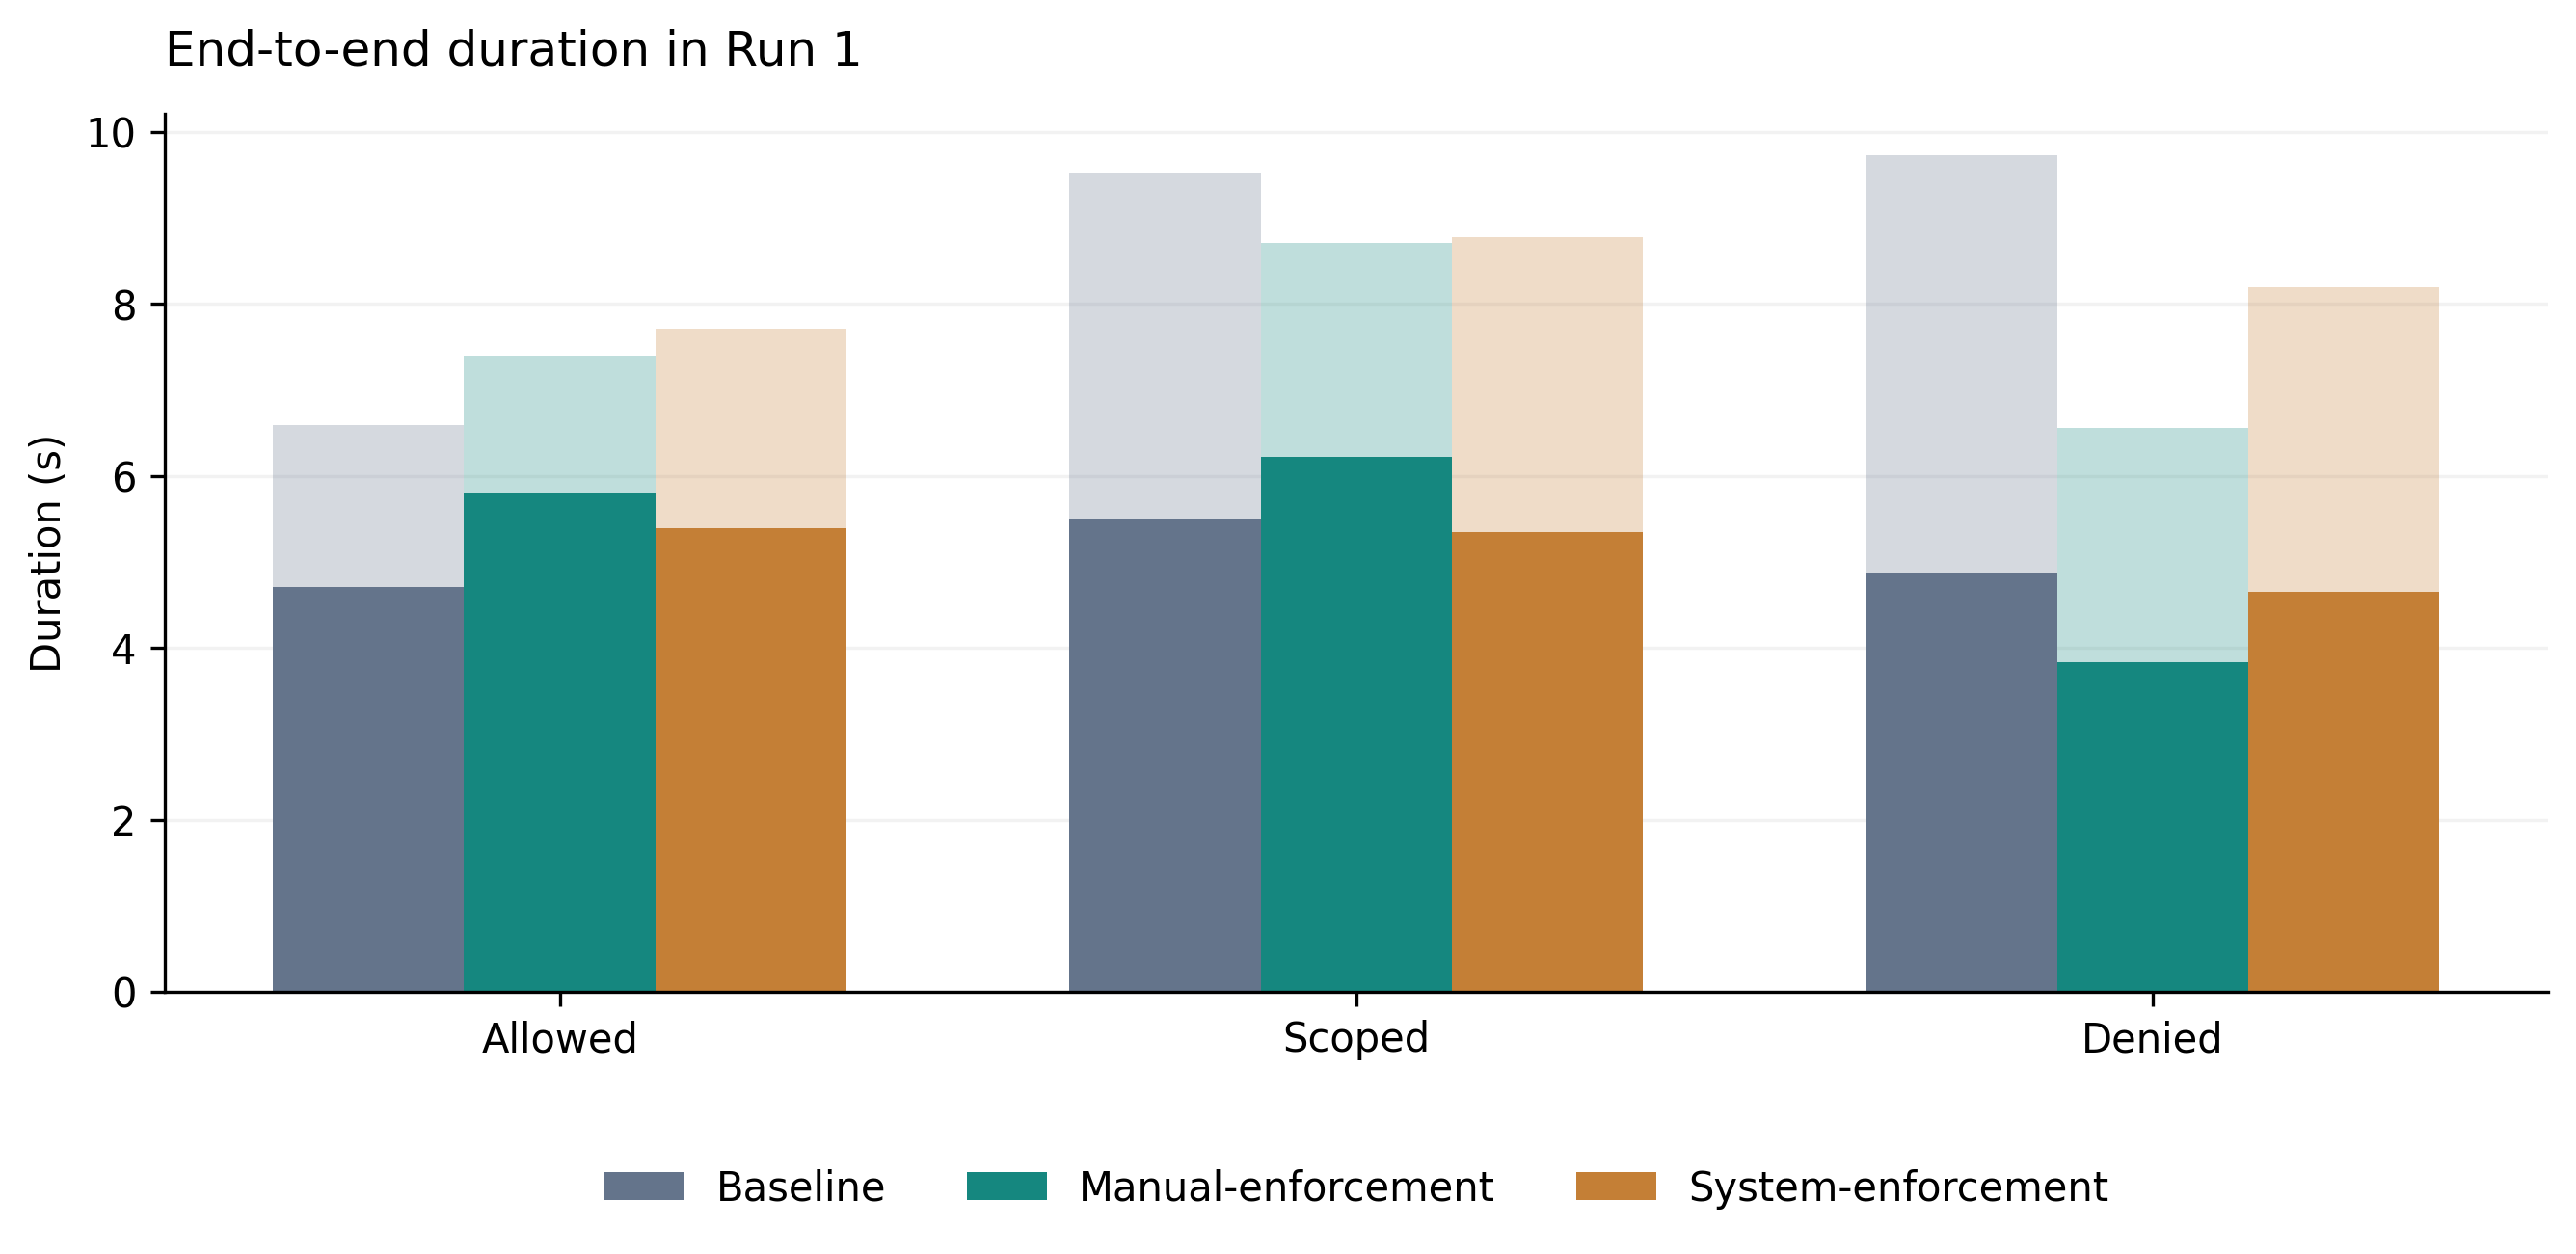 End-to-end duration in Run 1
10
8
6
4
2
0
Duration (s)
Allowed Scoped Denied
Baseline Manual-enforcement System-enforcement